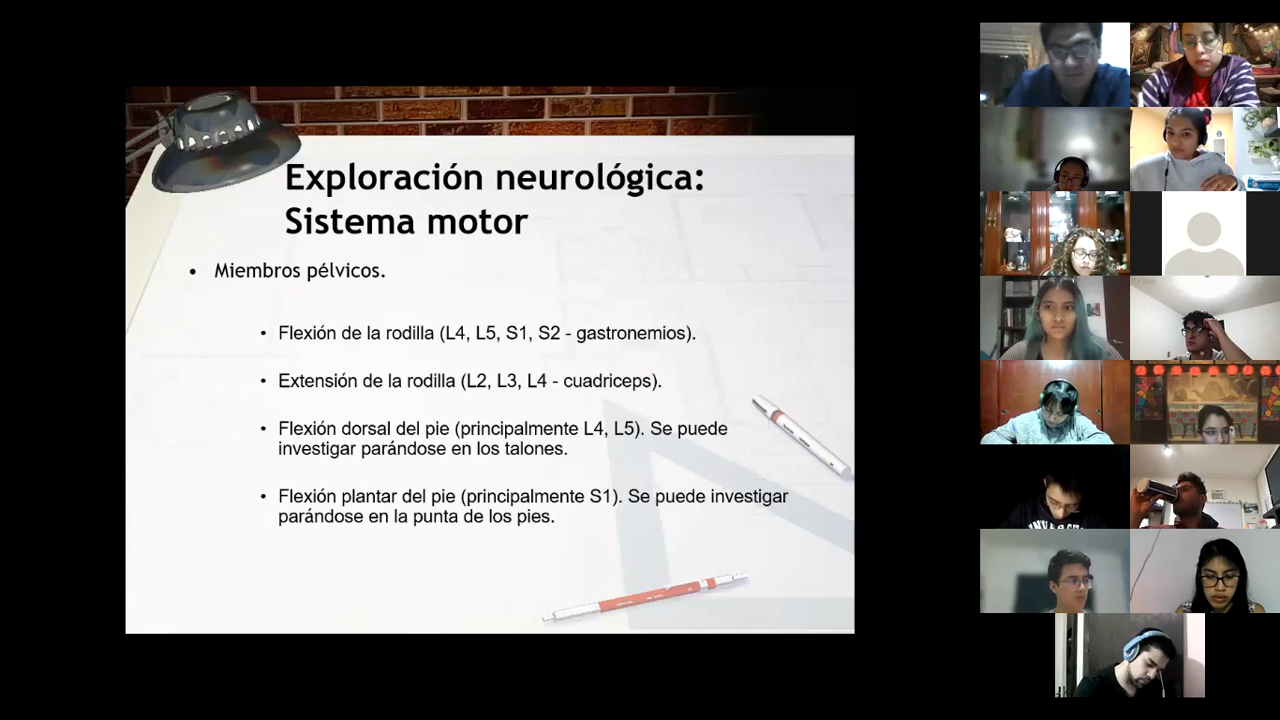 Exploración neurológica:
Sistema motor
• Miembros pélvicos.
• Flexión de la rodilla (L4, L5, S1, S2 - gastronemios).
• Extensión de la rodilla (L2, L3, L4 - cuadriceps).
• Flexión dorsal del pie (principalmente L4, L5). Se puede
investigar parándose en los talones.
• Flexión plantar del pie (principalmente S1). Se puede investigar
parándose en la punta de los pies.